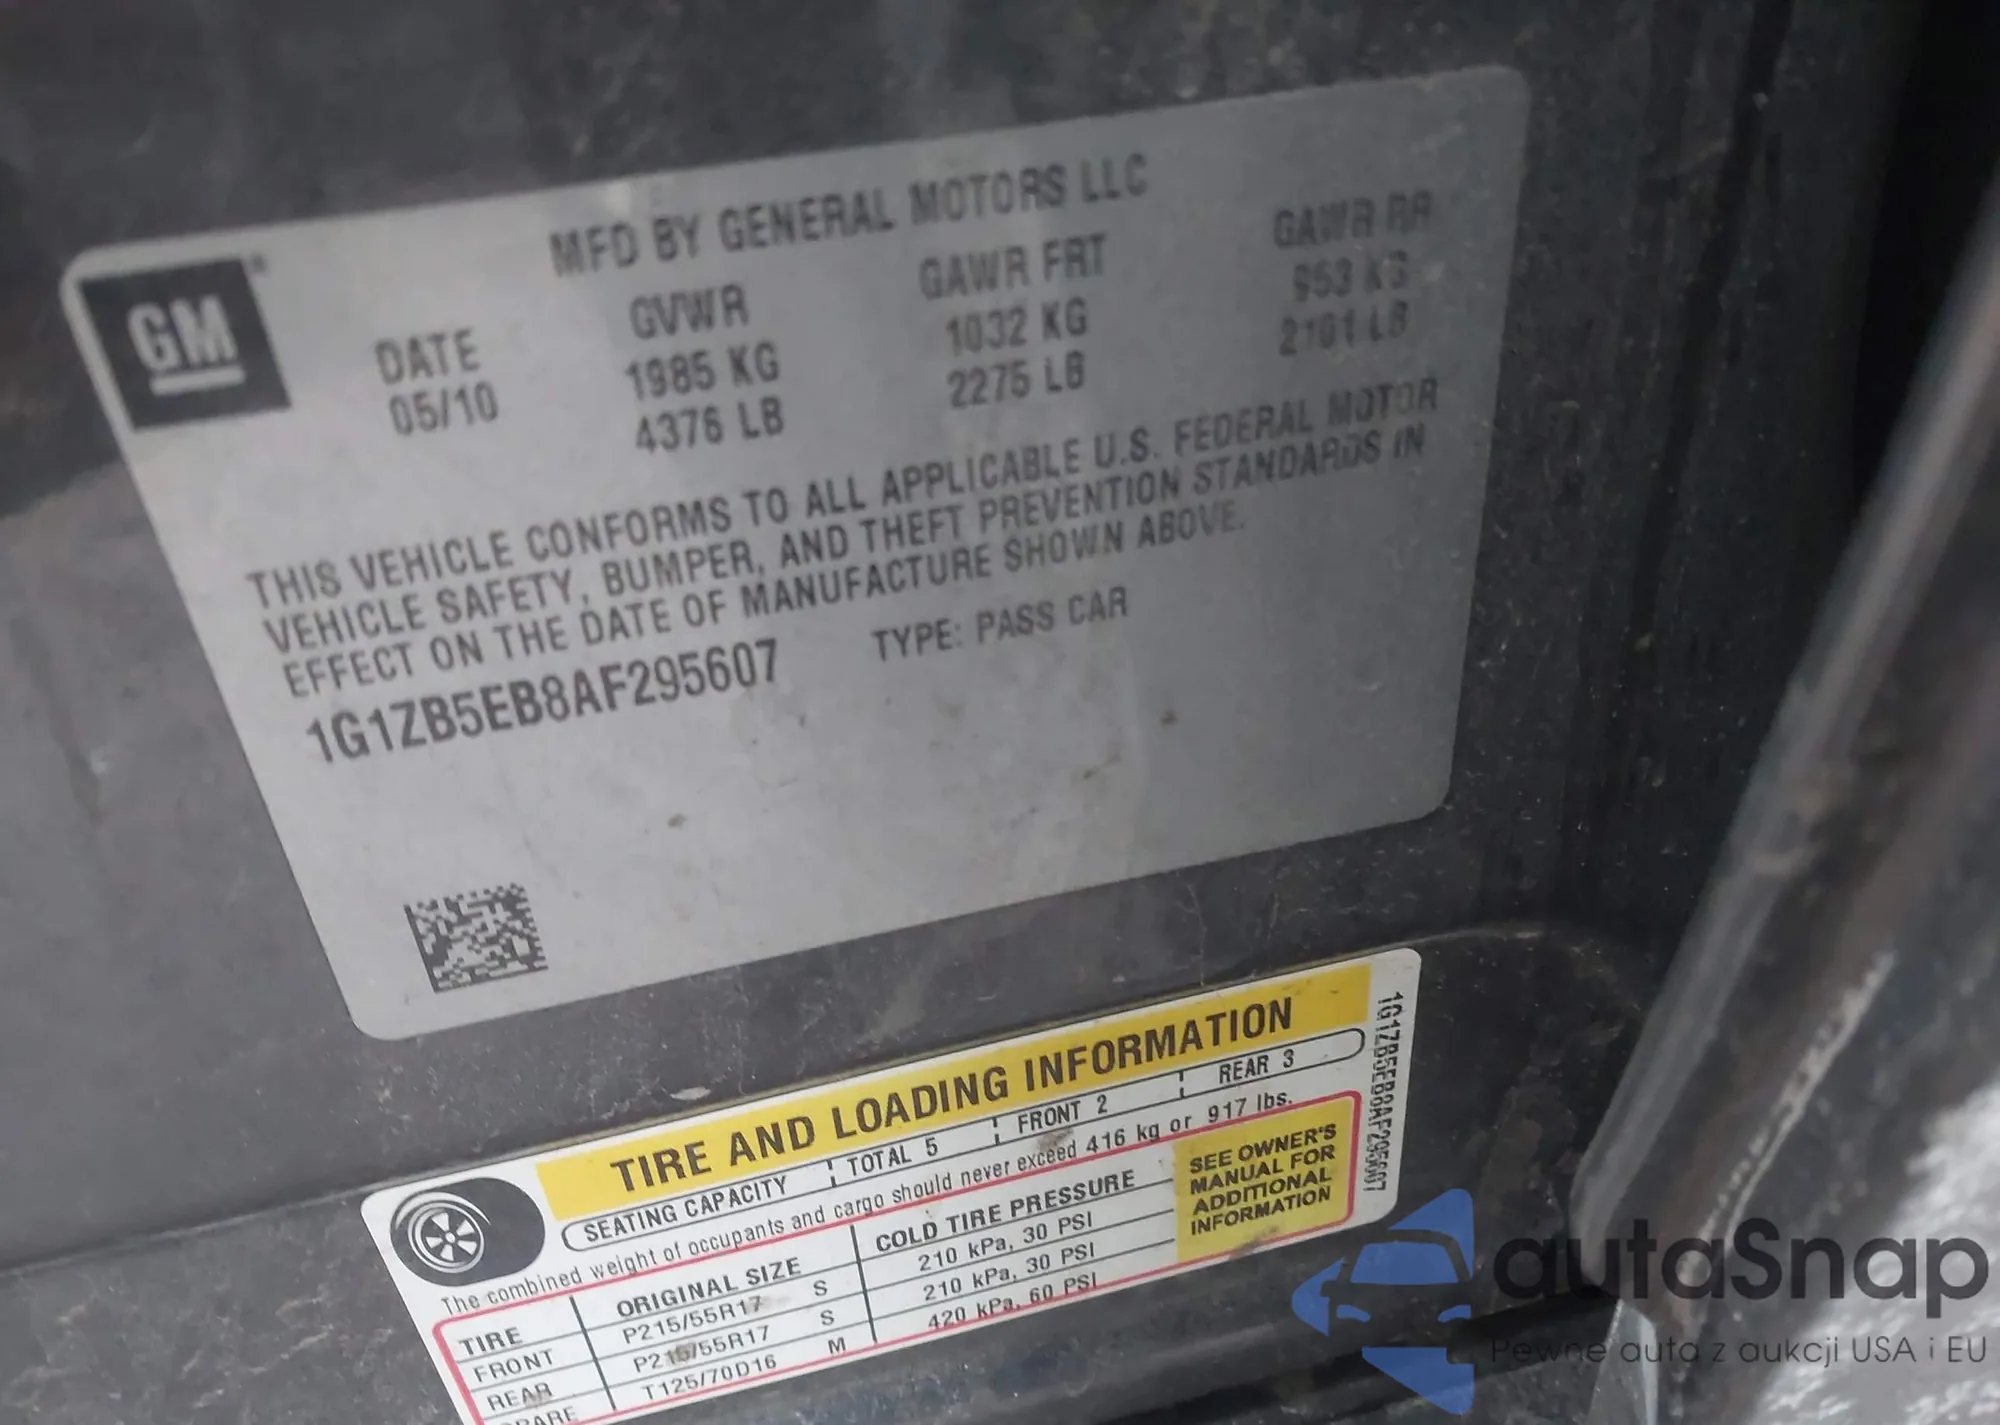 GM
MFD BY GENERAL MOTORS LLC
DATE GVWR GAWR FRT GAWR RR
05/10 1985 KG 1032 KG 953 KG
4376 LB 2275 LB 2101 LB
THIS VEHICLE CONFORMS TO ALL APPLICABLE U.S. FEDERAL MOTOR
VEHICLE SAFETY, BUMPER, AND THEFT PREVENTION STANDARDS IN
EFFECT ON THE DATE OF MANUFACTURE SHOWN ABOVE.
1G1ZB5EB8AF295607 TYPE: PASS CAR
TIRE AND LOADING INFORMATION
SEATING CAPACITY TOTAL 5 FRONT 2 REAR 3
The combined weight of occupants and cargo should never exceed 416 kg or 917 lbs.
TIRE ORIGINAL SIZE COLD TIRE PRESSURE
FRONT P215/55R17 S 210 kPa, 30 PSI
REAR P215/55R17 S 210 kPa, 30 PSI
SPARE T125/70D16 M 420 kPa, 60 PSI
SEE OWNER'S
MANUAL FOR
ADDITIONAL
INFORMATION
1G1ZB5EB8AF295607
autaSnap
Pewne auta z aukcji USA i EU